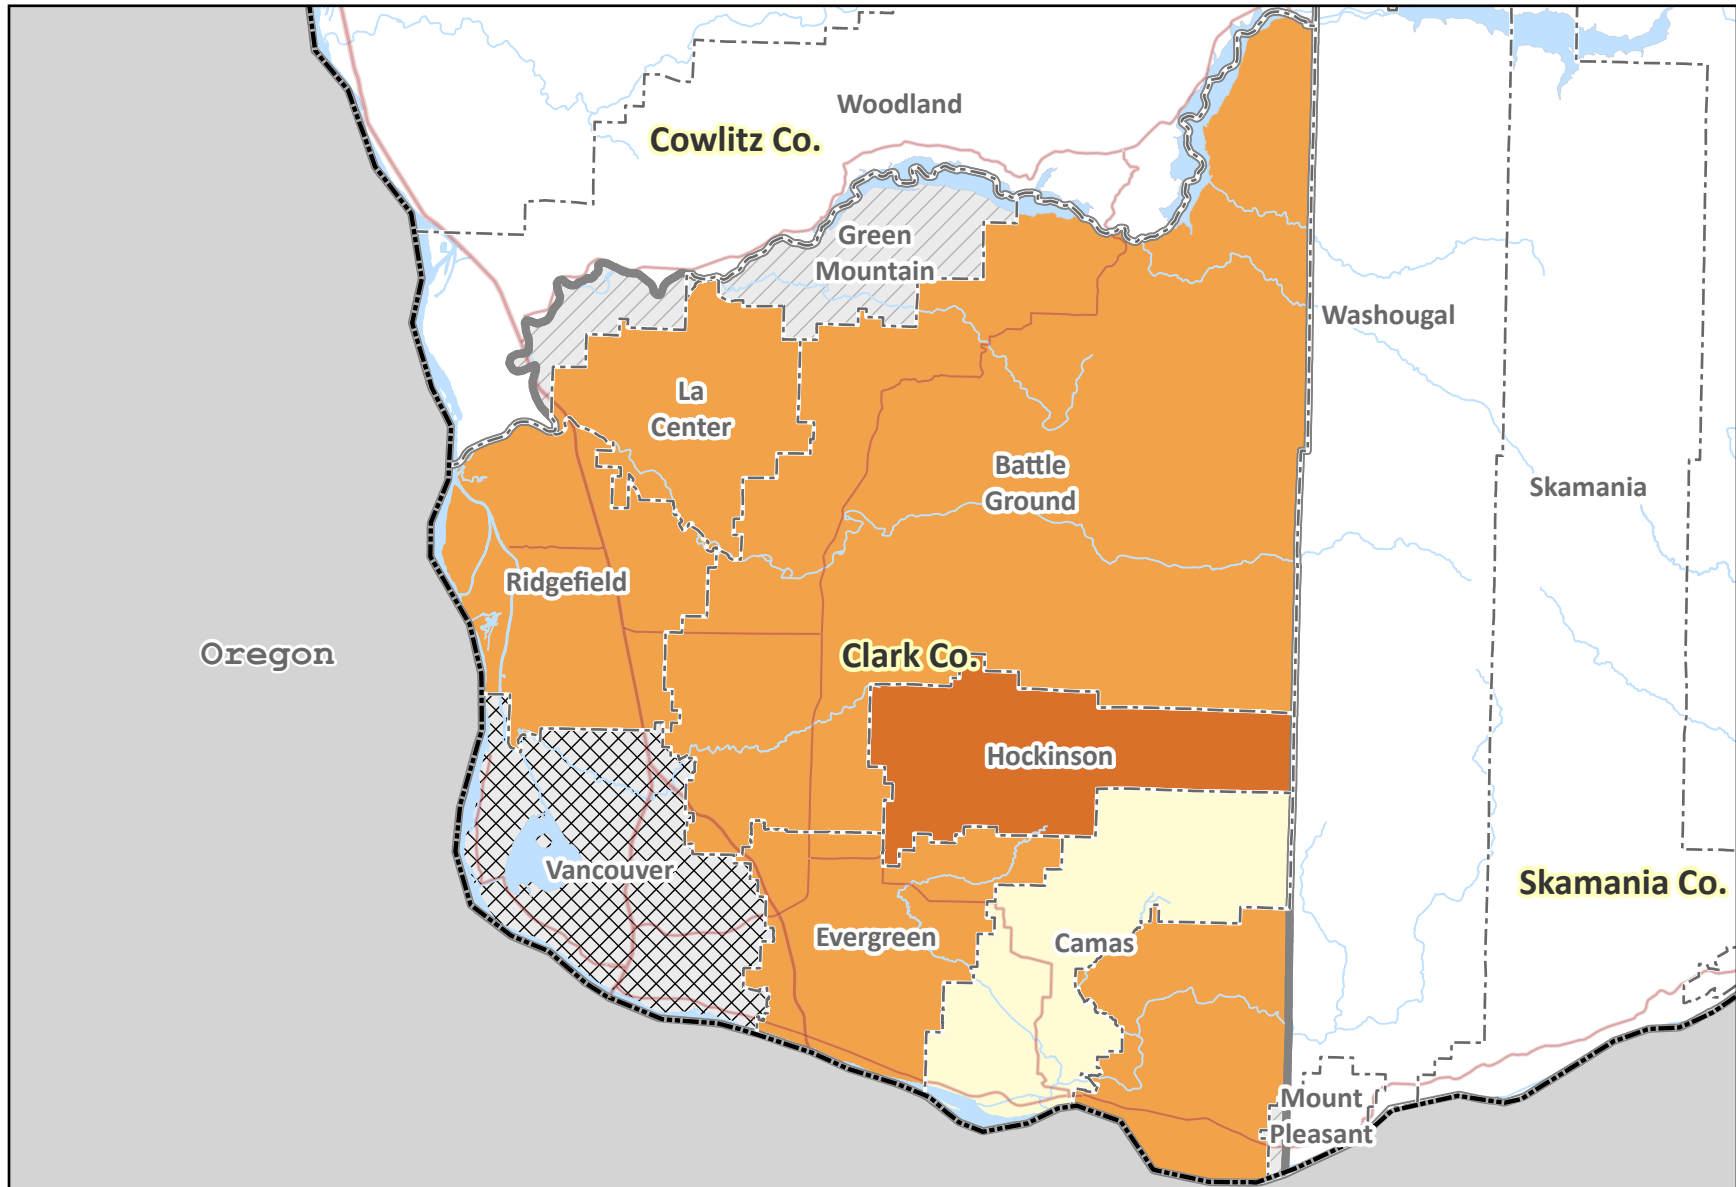 Woodland
Cowlitz Co.
Green
Mountain
Washougal
La
Center
Battle
Ground
Skamania
Ridgefield
Oregon
Clark Co.
Hockinson
Vancouver
Skamania Co.
Evergreen
Camas
Mount
Pleasant